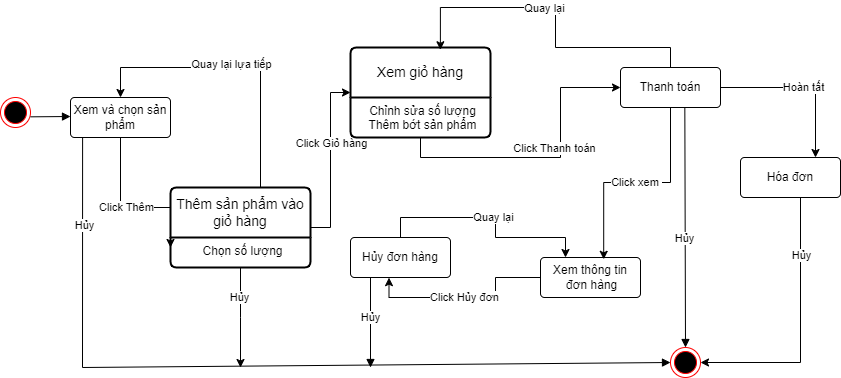 Quay lại
Quay lại lựa tiếp
Xem giỏ hàng
Thanh toán
Hoàn tất
Xem và chọn sản
phẩm
Chỉnh sửa số lượng
Thêm bớt sản phẩm
Click Giỏ hàng
Click Thanh toán
Click xem
Hóa đơn
Click Thêm
Thêm sản phẩm vào
giỏ hàng
Chọn số lượng
Hủy
Quay lại
Hủy đơn hàng
Xem thông tin
đơn hàng
Hủy
Hủy
Hủy
Click Hủy đơn
Hủy